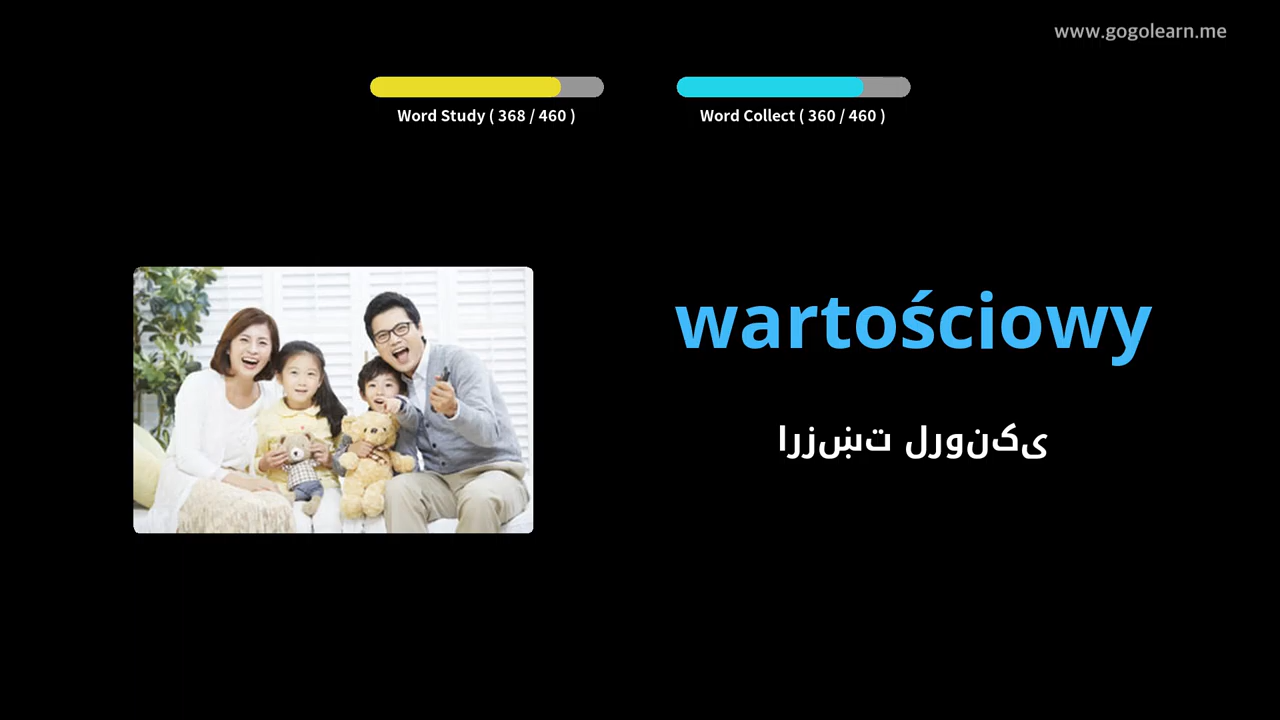 www.gogolearn.me
Word Study ( 368 / 460 )
Word Collect ( 360 / 460 )
wartościowy
ارزښت لرونکی